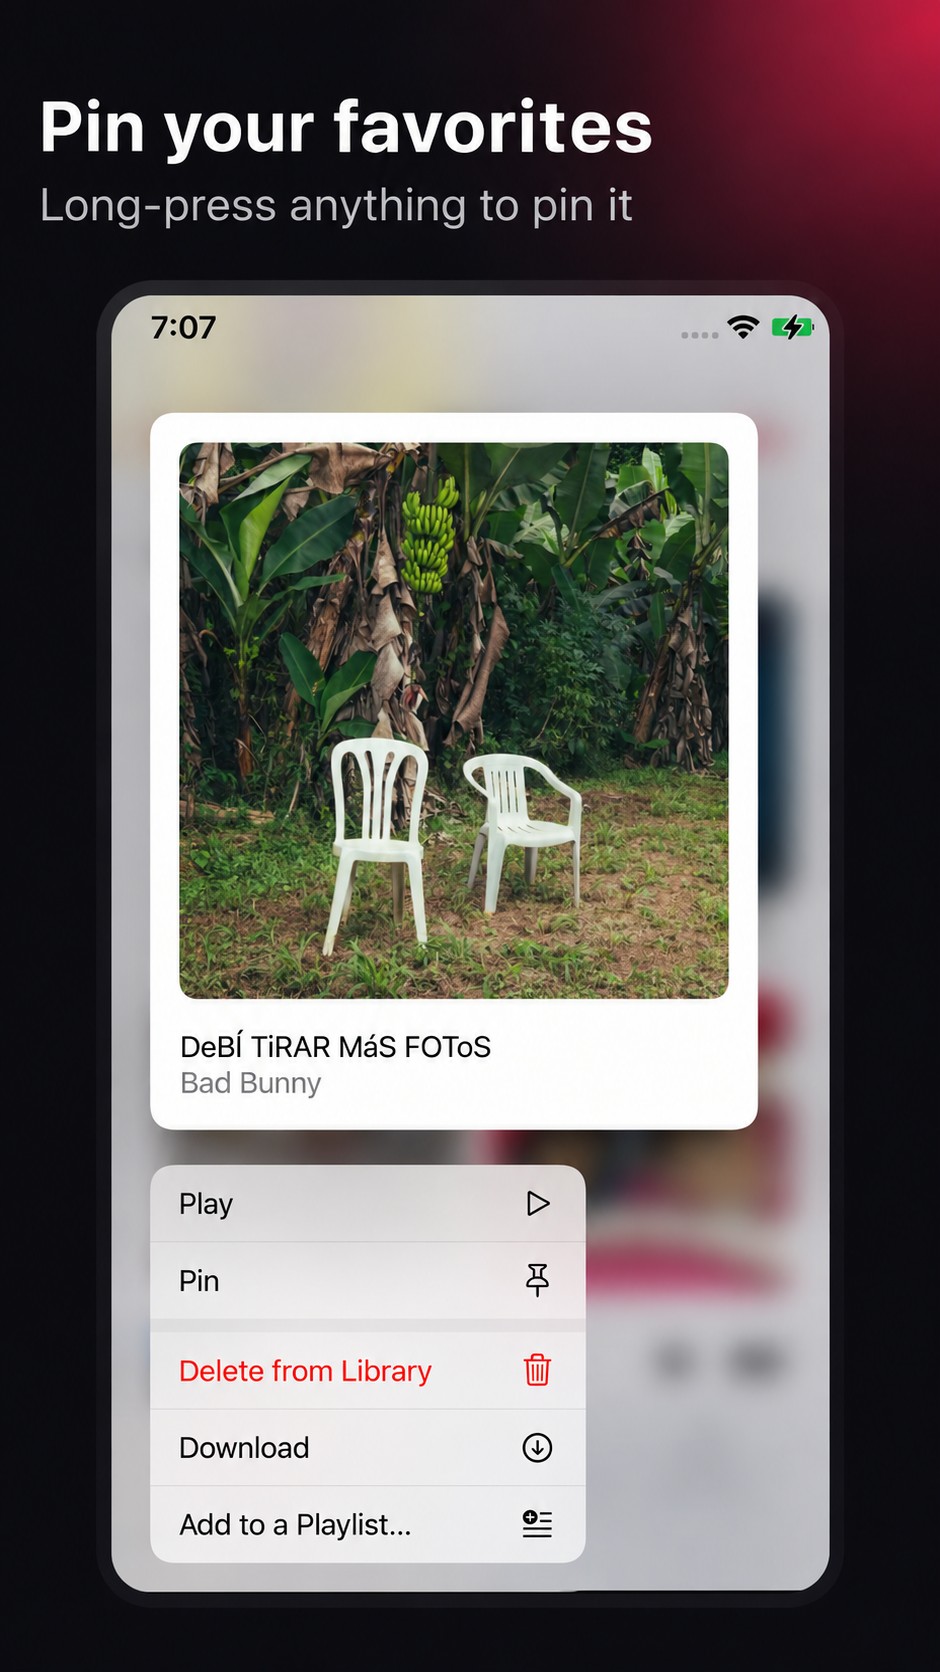 Pin your favorites
Long-press anything to pin it
7:07
DeBÍ TiRAR MáS FOToS
Bad Bunny
Play
Pin
Delete from Library
Download
Add to a Playlist...